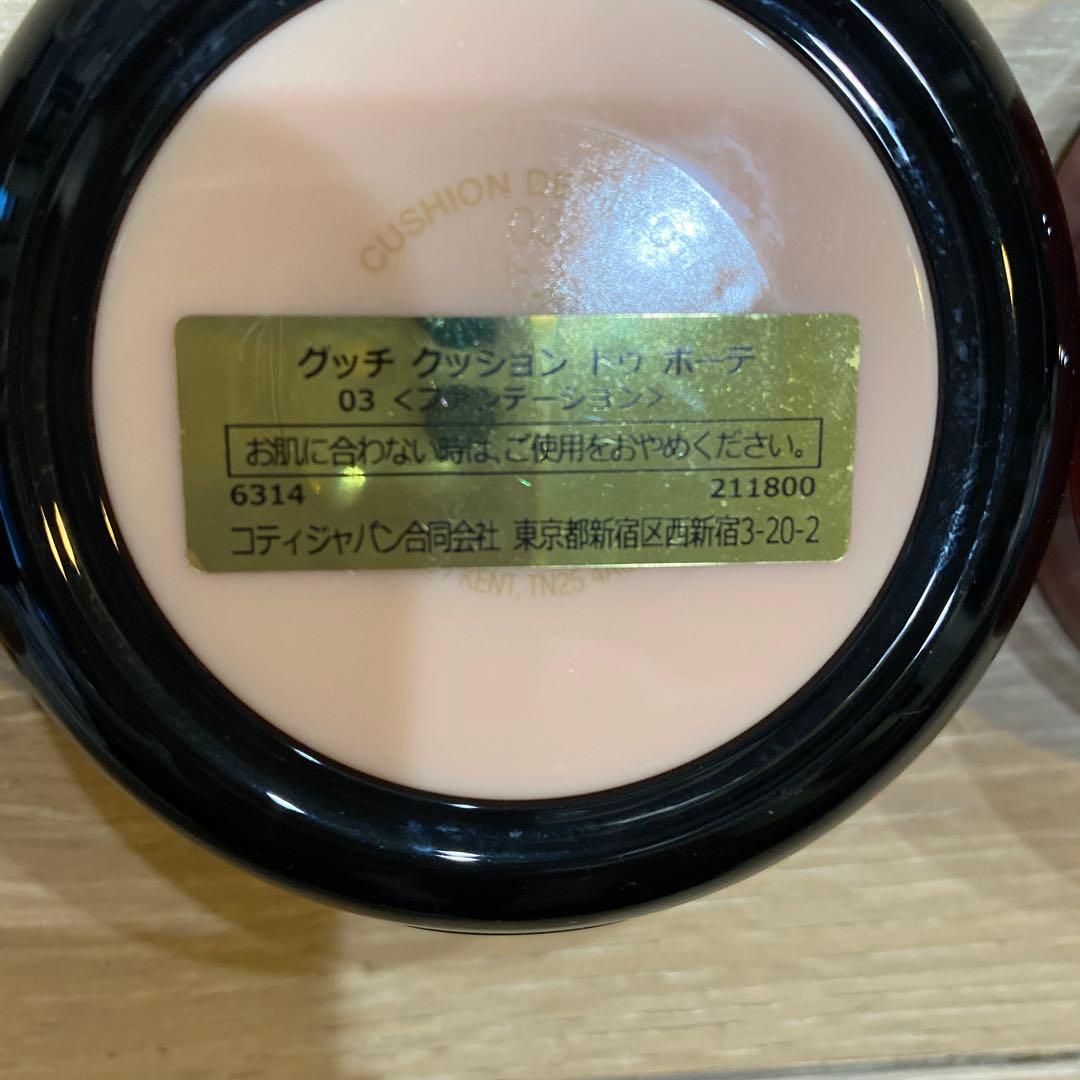 CUSHION DE
グッチ クッション ドゥ ボーテ
03 <ファンデーション>
お肌に合わない時は、ご使用をおやめください。
6314 211800
コティジャパン合同会社 東京都新宿区西新宿3-20-2
KENT, TN25